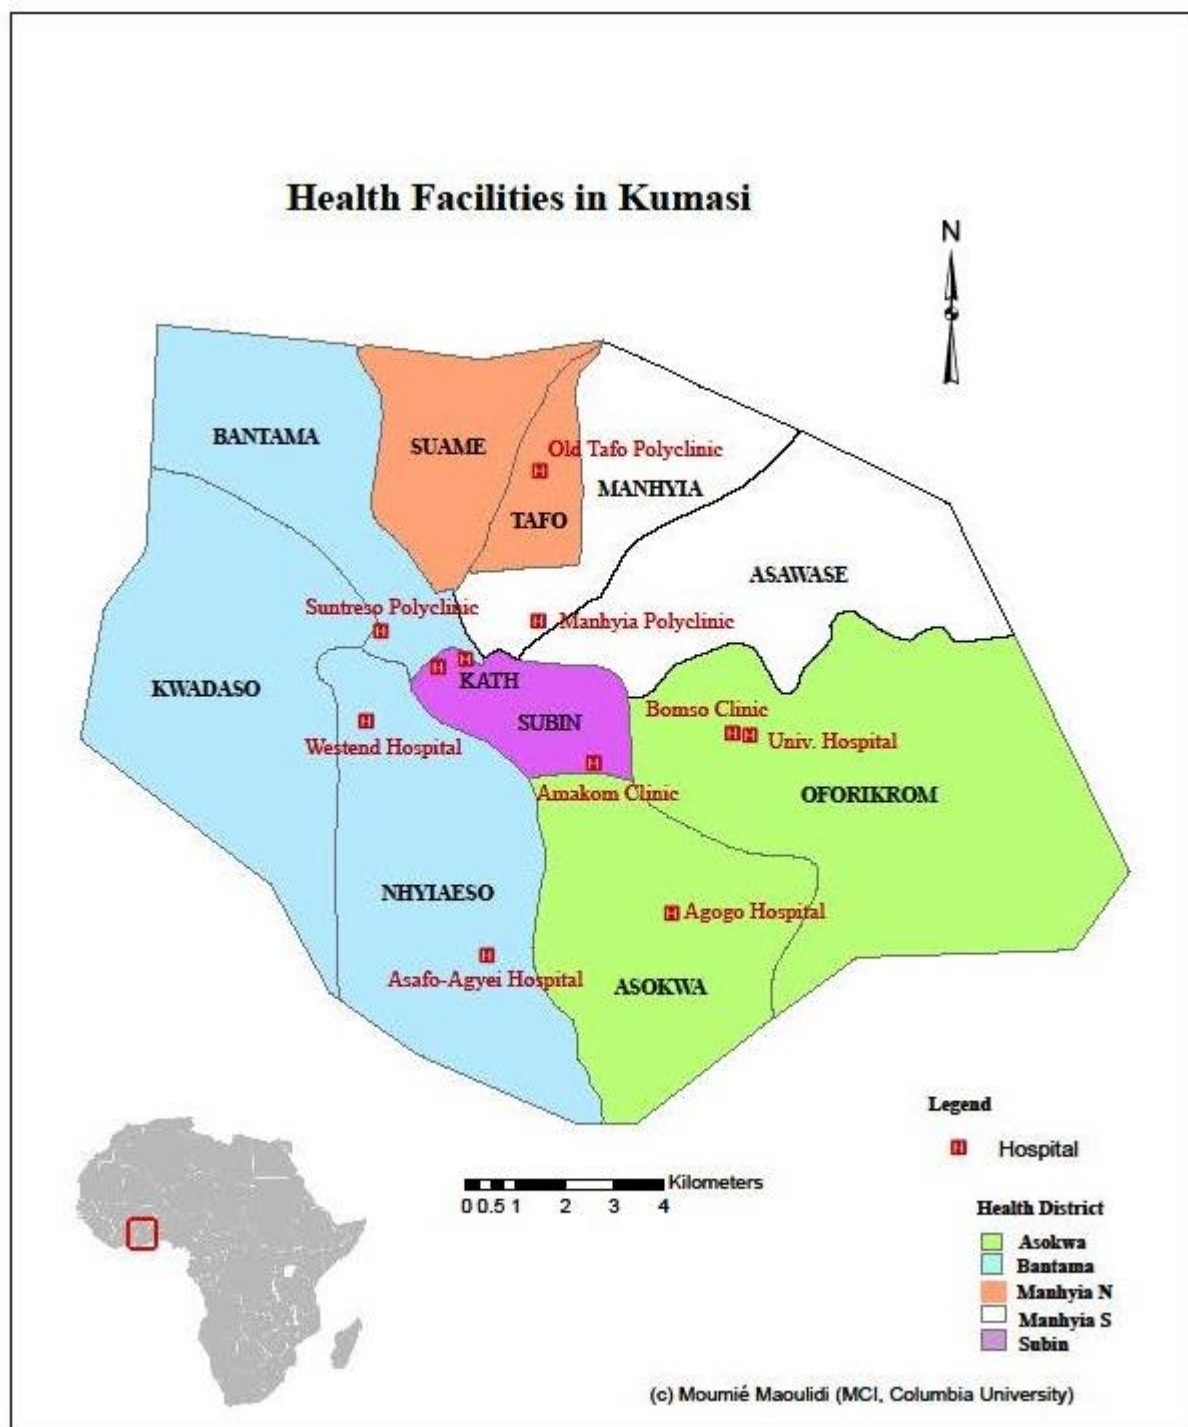 Health Facilities in Kumasi
N
BANTAMA
SUAME
Old Tafo Polyclinic
MANHYIA
TAFO
ASAWASE
Suntreso Polyclinic
Manhyia Polyclinic
KWADASO
KATH
SUBIN
Bomso Clinic
Westend Hospital
Univ. Hospital
Amakom Clinic
OFORIKROM
NHYIAESO
Agogo Hospital
Asafo-Agyei Hospital
ASOKWA
Legend
H Hospital
Kilometers
0 0.5 1 2 3 4
Health District
Asokwa
Bantama
Manhyia N
Manhyia S
Subin
(c) Moumié Maoulidi (MCI, Columbia University)